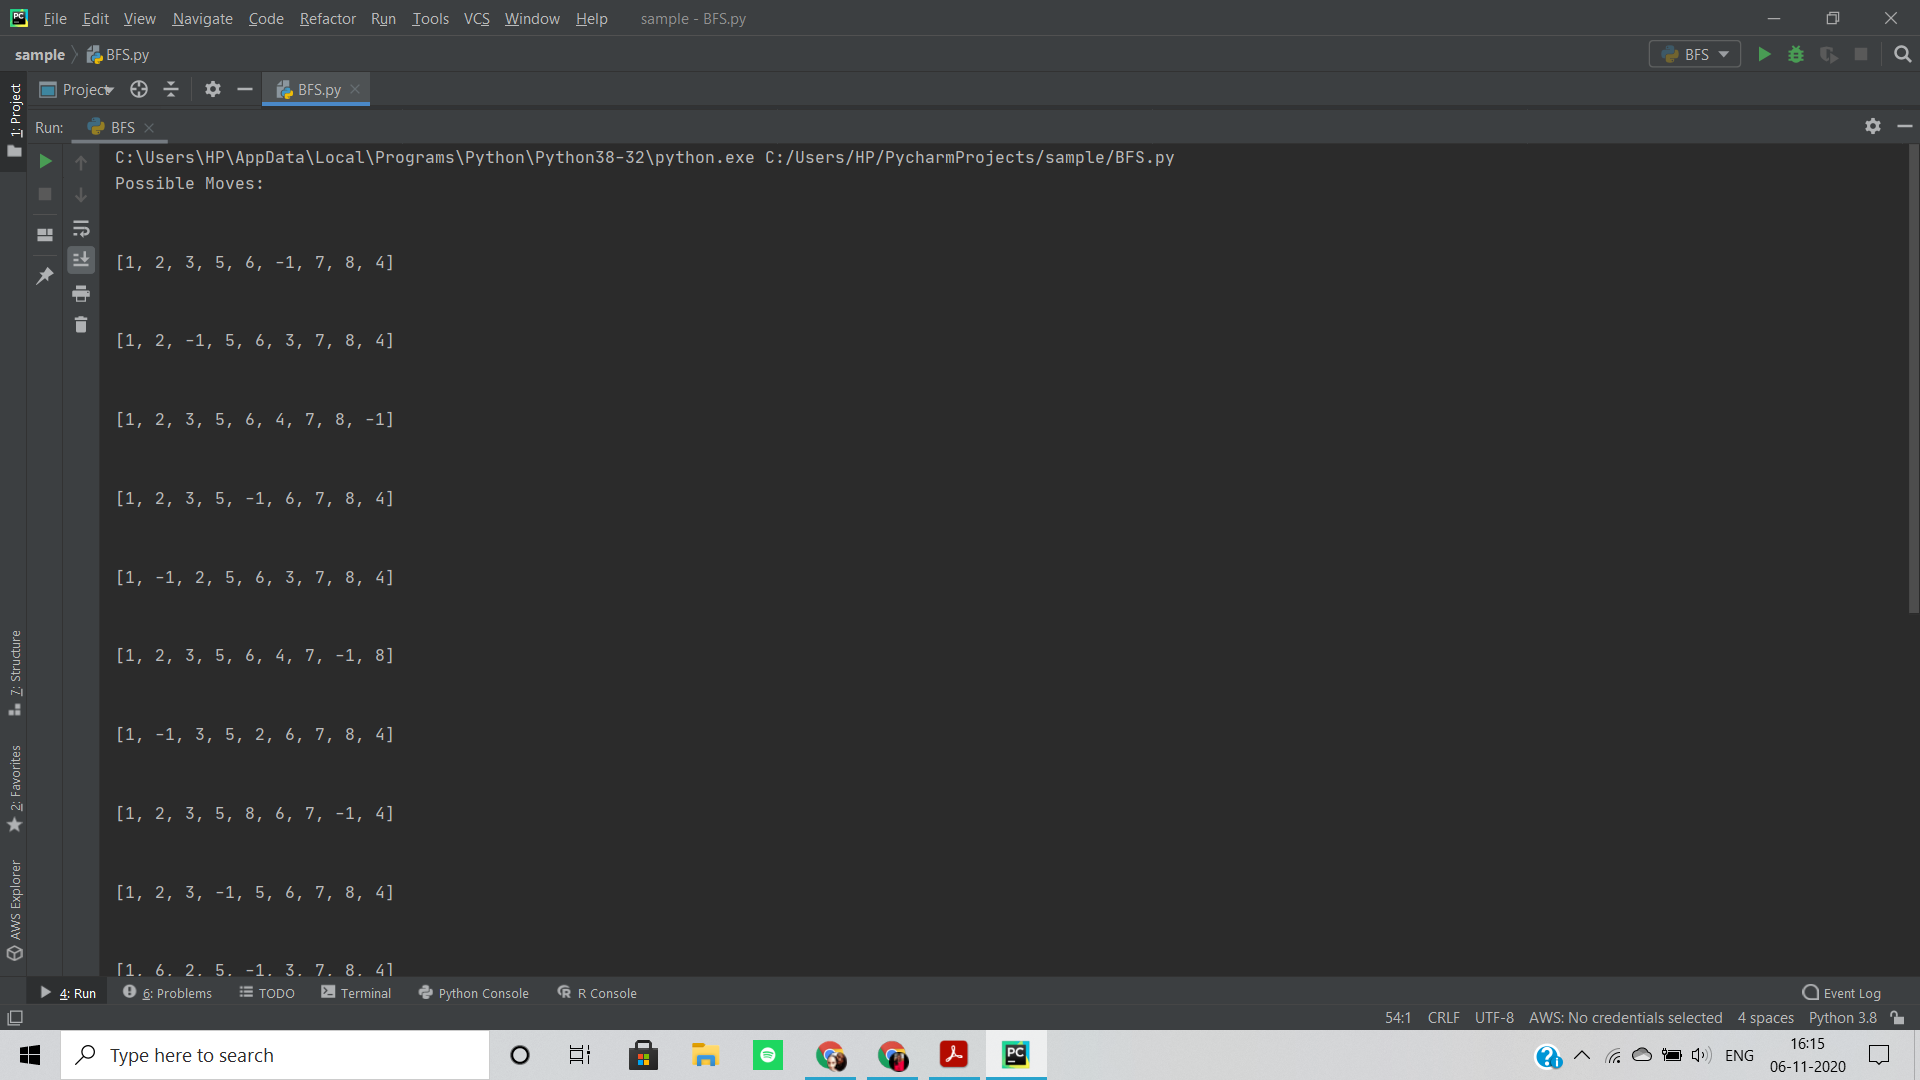 File Edit View Navigate Code Refactor Run Tools VCS Window Help sample - BFS.py
sample BFS.py BFS
1: Project
Project BFS.py
Run: BFS
C:\Users\HP\AppData\Local\Programs\Python\Python38-32\python.exe C:/Users/HP/PycharmProjects/sample/BFS.py
Possible Moves:
[1, 2, 3, 5, 6, -1, 7, 8, 4]
[1, 2, -1, 5, 6, 3, 7, 8, 4]
[1, 2, 3, 5, 6, 4, 7, 8, -1]
[1, 2, 3, 5, -1, 6, 7, 8, 4]
[1, -1, 2, 5, 6, 3, 7, 8, 4]
[1, 2, 3, 5, 6, 4, 7, -1, 8]
[1, -1, 3, 5, 2, 6, 7, 8, 4]
[1, 2, 3, 5, 8, 6, 7, -1, 4]
[1, 2, 3, -1, 5, 6, 7, 8, 4]
[1, 6, 2, 5, -1, 3, 7, 8, 4]
7: Structure
2: Favorites
AWS Explorer
4: Run 6: Problems TODO Terminal Python Console R Console Event Log
54:1 CRLF UTF-8 AWS: No credentials selected 4 spaces Python 3.8
Type here to search
ENG
16:15
06-11-2020